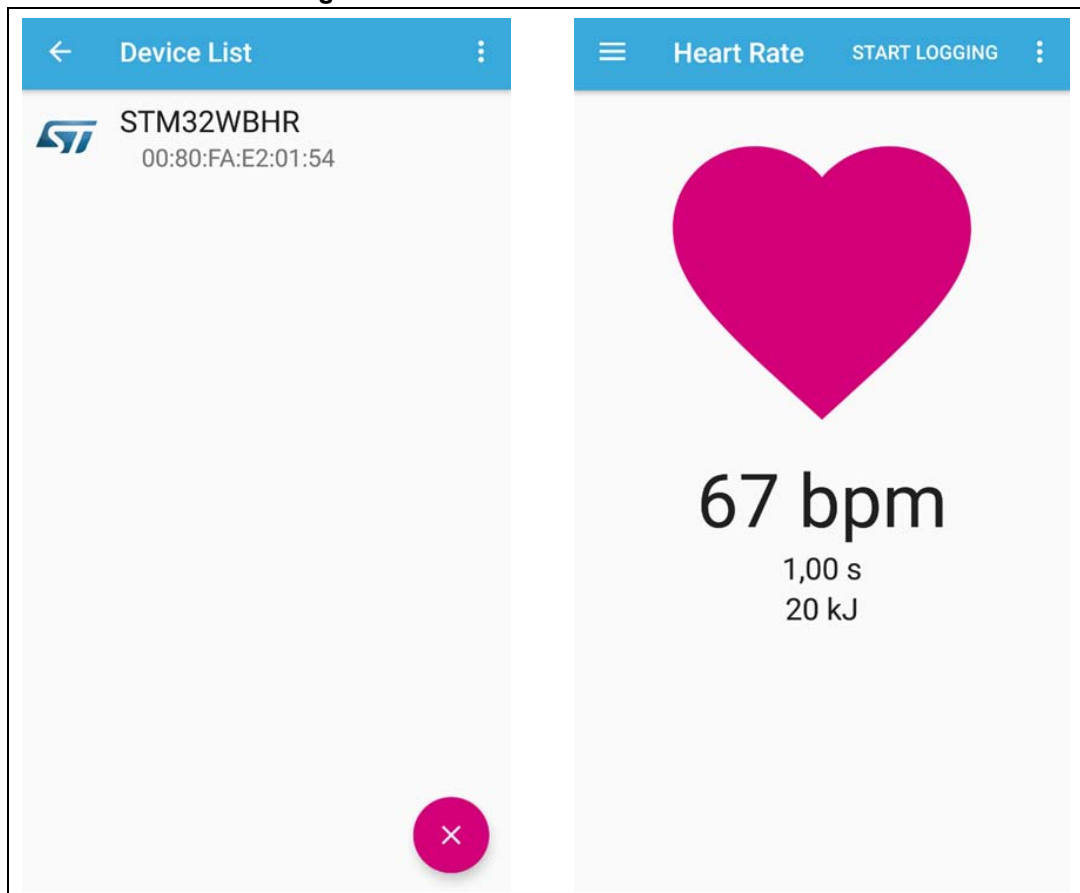 Device List
STM32WBHR
00:80:FA:E2:01:54
Heart Rate START LOGGING
67 bpm
1,00 s
20 kJ